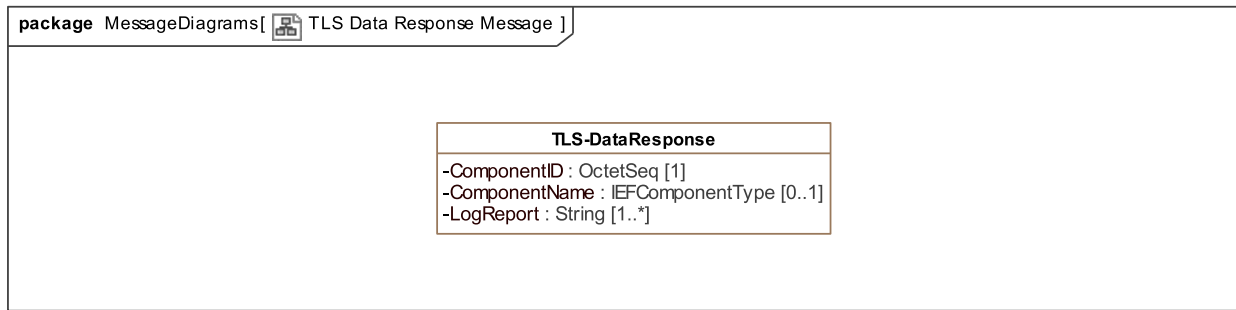 package MessageDiagrams[ TLS Data Response Message ]
TLS-DataResponse
-ComponentID : OctetSeq [1]
-ComponentName : IEFComponentType [0..1]
-LogReport : String [1..*]